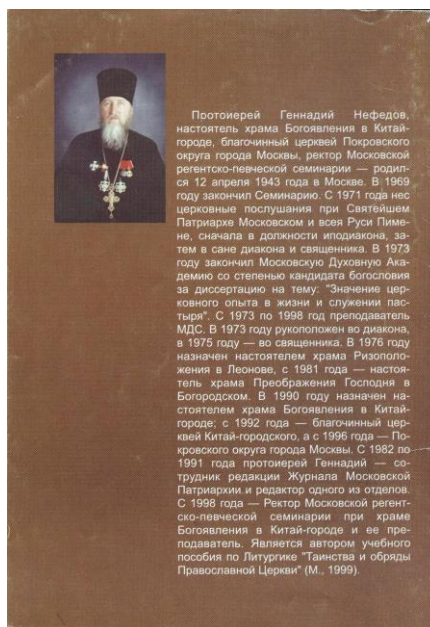 Протоиерей Геннадий Нефедов,
настоятель храма Богоявления в Китай-
городе, благочинный церквей Покровского
округа города Москвы, ректор Московской
регентско-певческой семинарии — родил-
ся 12 апреля 1943 года в Москве. В 1969
году закончил Семинарию. С 1971 года нес
церковные послушания при Святейшем
Патриархе Московском и всея Руси Пиме-
не, сначала в должности иподиакона, за-
тем в сане диакона и священника. В 1973
году закончил Московскую Духовную Ака-
демию со степенью кандидата богословия
за диссертацию на тему: "Значение цер-
ковного опыта в жизни и служении пас-
тыря". С 1973 по 1998 год преподаватель
МДС. В 1973 году рукоположен во диакона,
в 1975 году — во священника. В 1976 году
назначен настоятелем храма Ризополо-
жения в Леонове, с 1981 года — настоя-
тель храма Преображения Господня в
Богородском. В 1990 году назначен на-
стоятелем храма Богоявления в Китай-
городе; с 1992 года — благочинный цер-
квей Китай-городского, а с 1996 года — По-
кровского округа города Москвы. С 1982 по
1991 года протоиерей Геннадий — со-
трудник редакции Журнала Московской
Патриархии и редактор одного из отделов.
С 1998 года — Ректор Московской регент-
ско-певческой семинарии при храме
Богоявления в Китай-городе и ее пре-
подаватель. Является автором учебного
пособия по Литургике "Таинства и обряды
Православной Церкви" (М., 1999).